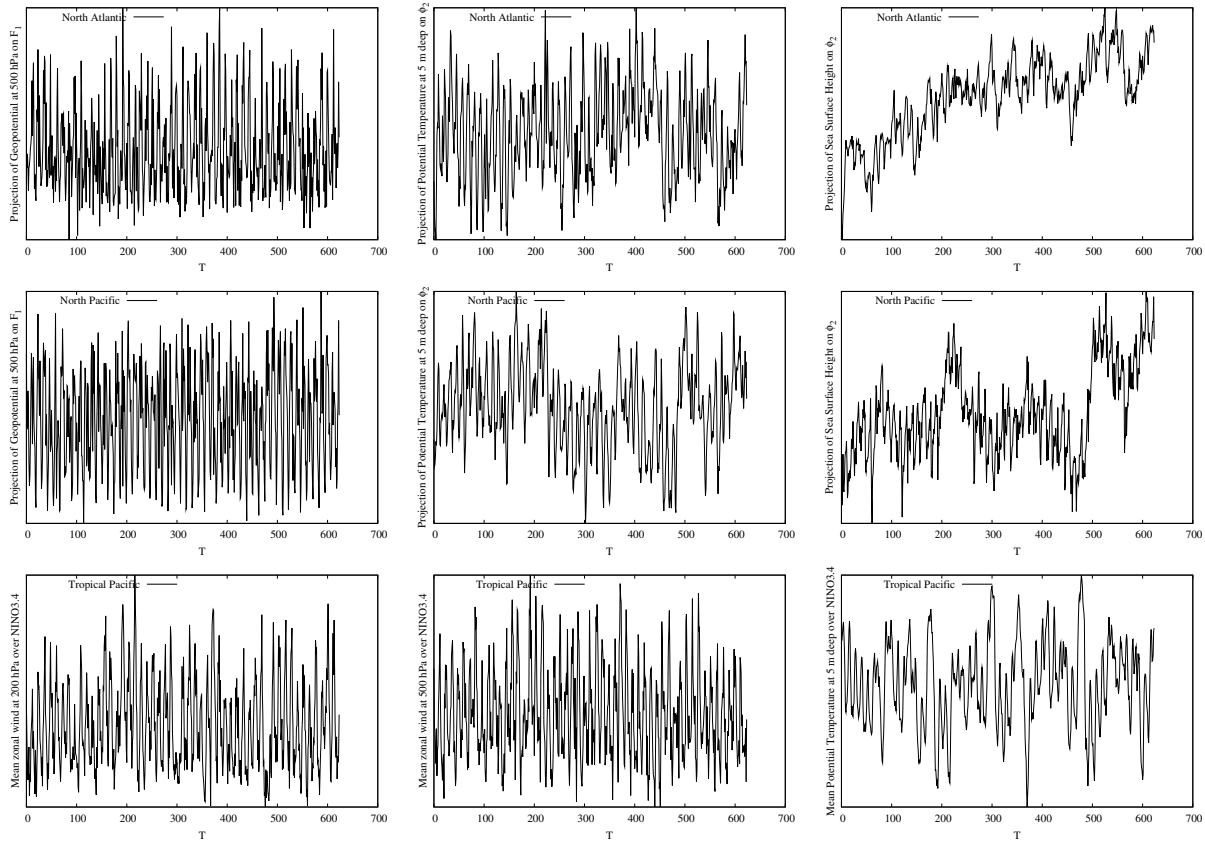 North Atlantic
Projection of Geopotential at 500 hPa on F₁
0 100 200 300 400 500 600 700
T
North Atlantic
Projection of Potential Temperature at 5 m deep on ϕ₂
0 100 200 300 400 500 600 700
T
North Atlantic
Projection of Sea Surface Height on ϕ₂
0 100 200 300 400 500 600 700
T
North Pacific
Projection of Geopotential at 500 hPa on F₁
0 100 200 300 400 500 600 700
T
North Pacific
Projection of Potential Temperature at 5 m deep on ϕ₂
0 100 200 300 400 500 600 700
T
North Pacific
Projection of Sea Surface Height on ϕ₂
0 100 200 300 400 500 600 700
T
Tropical Pacific
Mean zonal wind at 200 hPa over NINO3.4
0 100 200 300 400 500 600 700
T
Tropical Pacific
Mean zonal wind at 500 hPa over NINO3.4
0 100 200 300 400 500 600 700
T
Tropical Pacific
Mean Potential Temperature at 5 m deep over NINO3.4
0 100 200 300 400 500 600 700
T